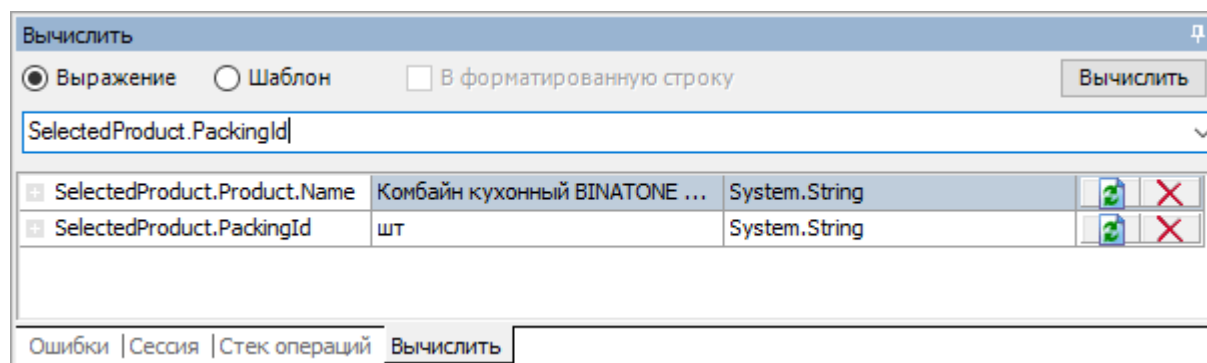 Вычислить
Выражение Шаблон В форматированную строку Вычислить
SelectedProduct.PackingId
SelectedProduct.Product.Name Комбайн кухонный BINATONE ... System.String
SelectedProduct.PackingId шт System.String
Ошибки | Сессия | Стек операций Вычислить